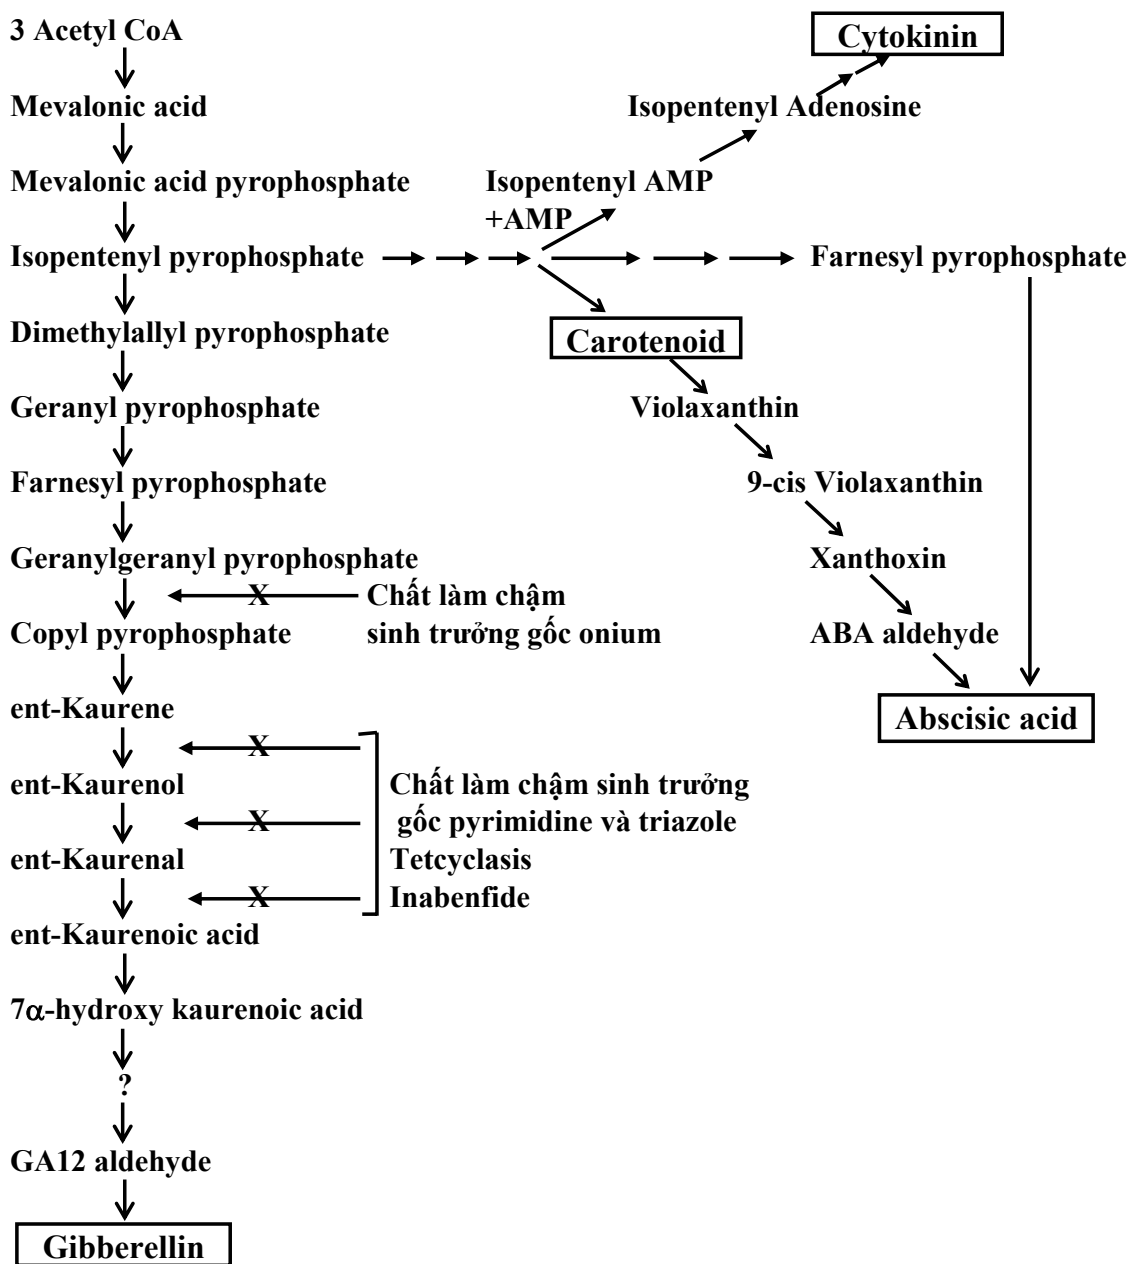 3 Acetyl CoA
Cytokinin
Mevalonic acid
Isopentenyl Adenosine
Mevalonic acid pyrophosphate
Isopentenyl AMP
+AMP
Isopentenyl pyrophosphate
Farnesyl pyrophosphate
Dimethylallyl pyrophosphate
Carotenoid
Geranyl pyrophosphate
Violaxanthin
Farnesyl pyrophosphate
9-cis Violaxanthin
Geranylgeranyl pyrophosphate
Xanthoxin
X
Chất làm chậm
sinh trưởng gốc onium
Copyl pyrophosphate
ABA aldehyde
ent-Kaurene
Abscisic acid
X
ent-Kaurenol
Chất làm chậm sinh trưởng
gốc pyrimidine và triazole
X
ent-Kaurenal
Tetcyclasis
X
Inabenfide
ent-Kaurenoic acid
7α-hydroxy kaurenoic acid
?
GA12 aldehyde
Gibberellin